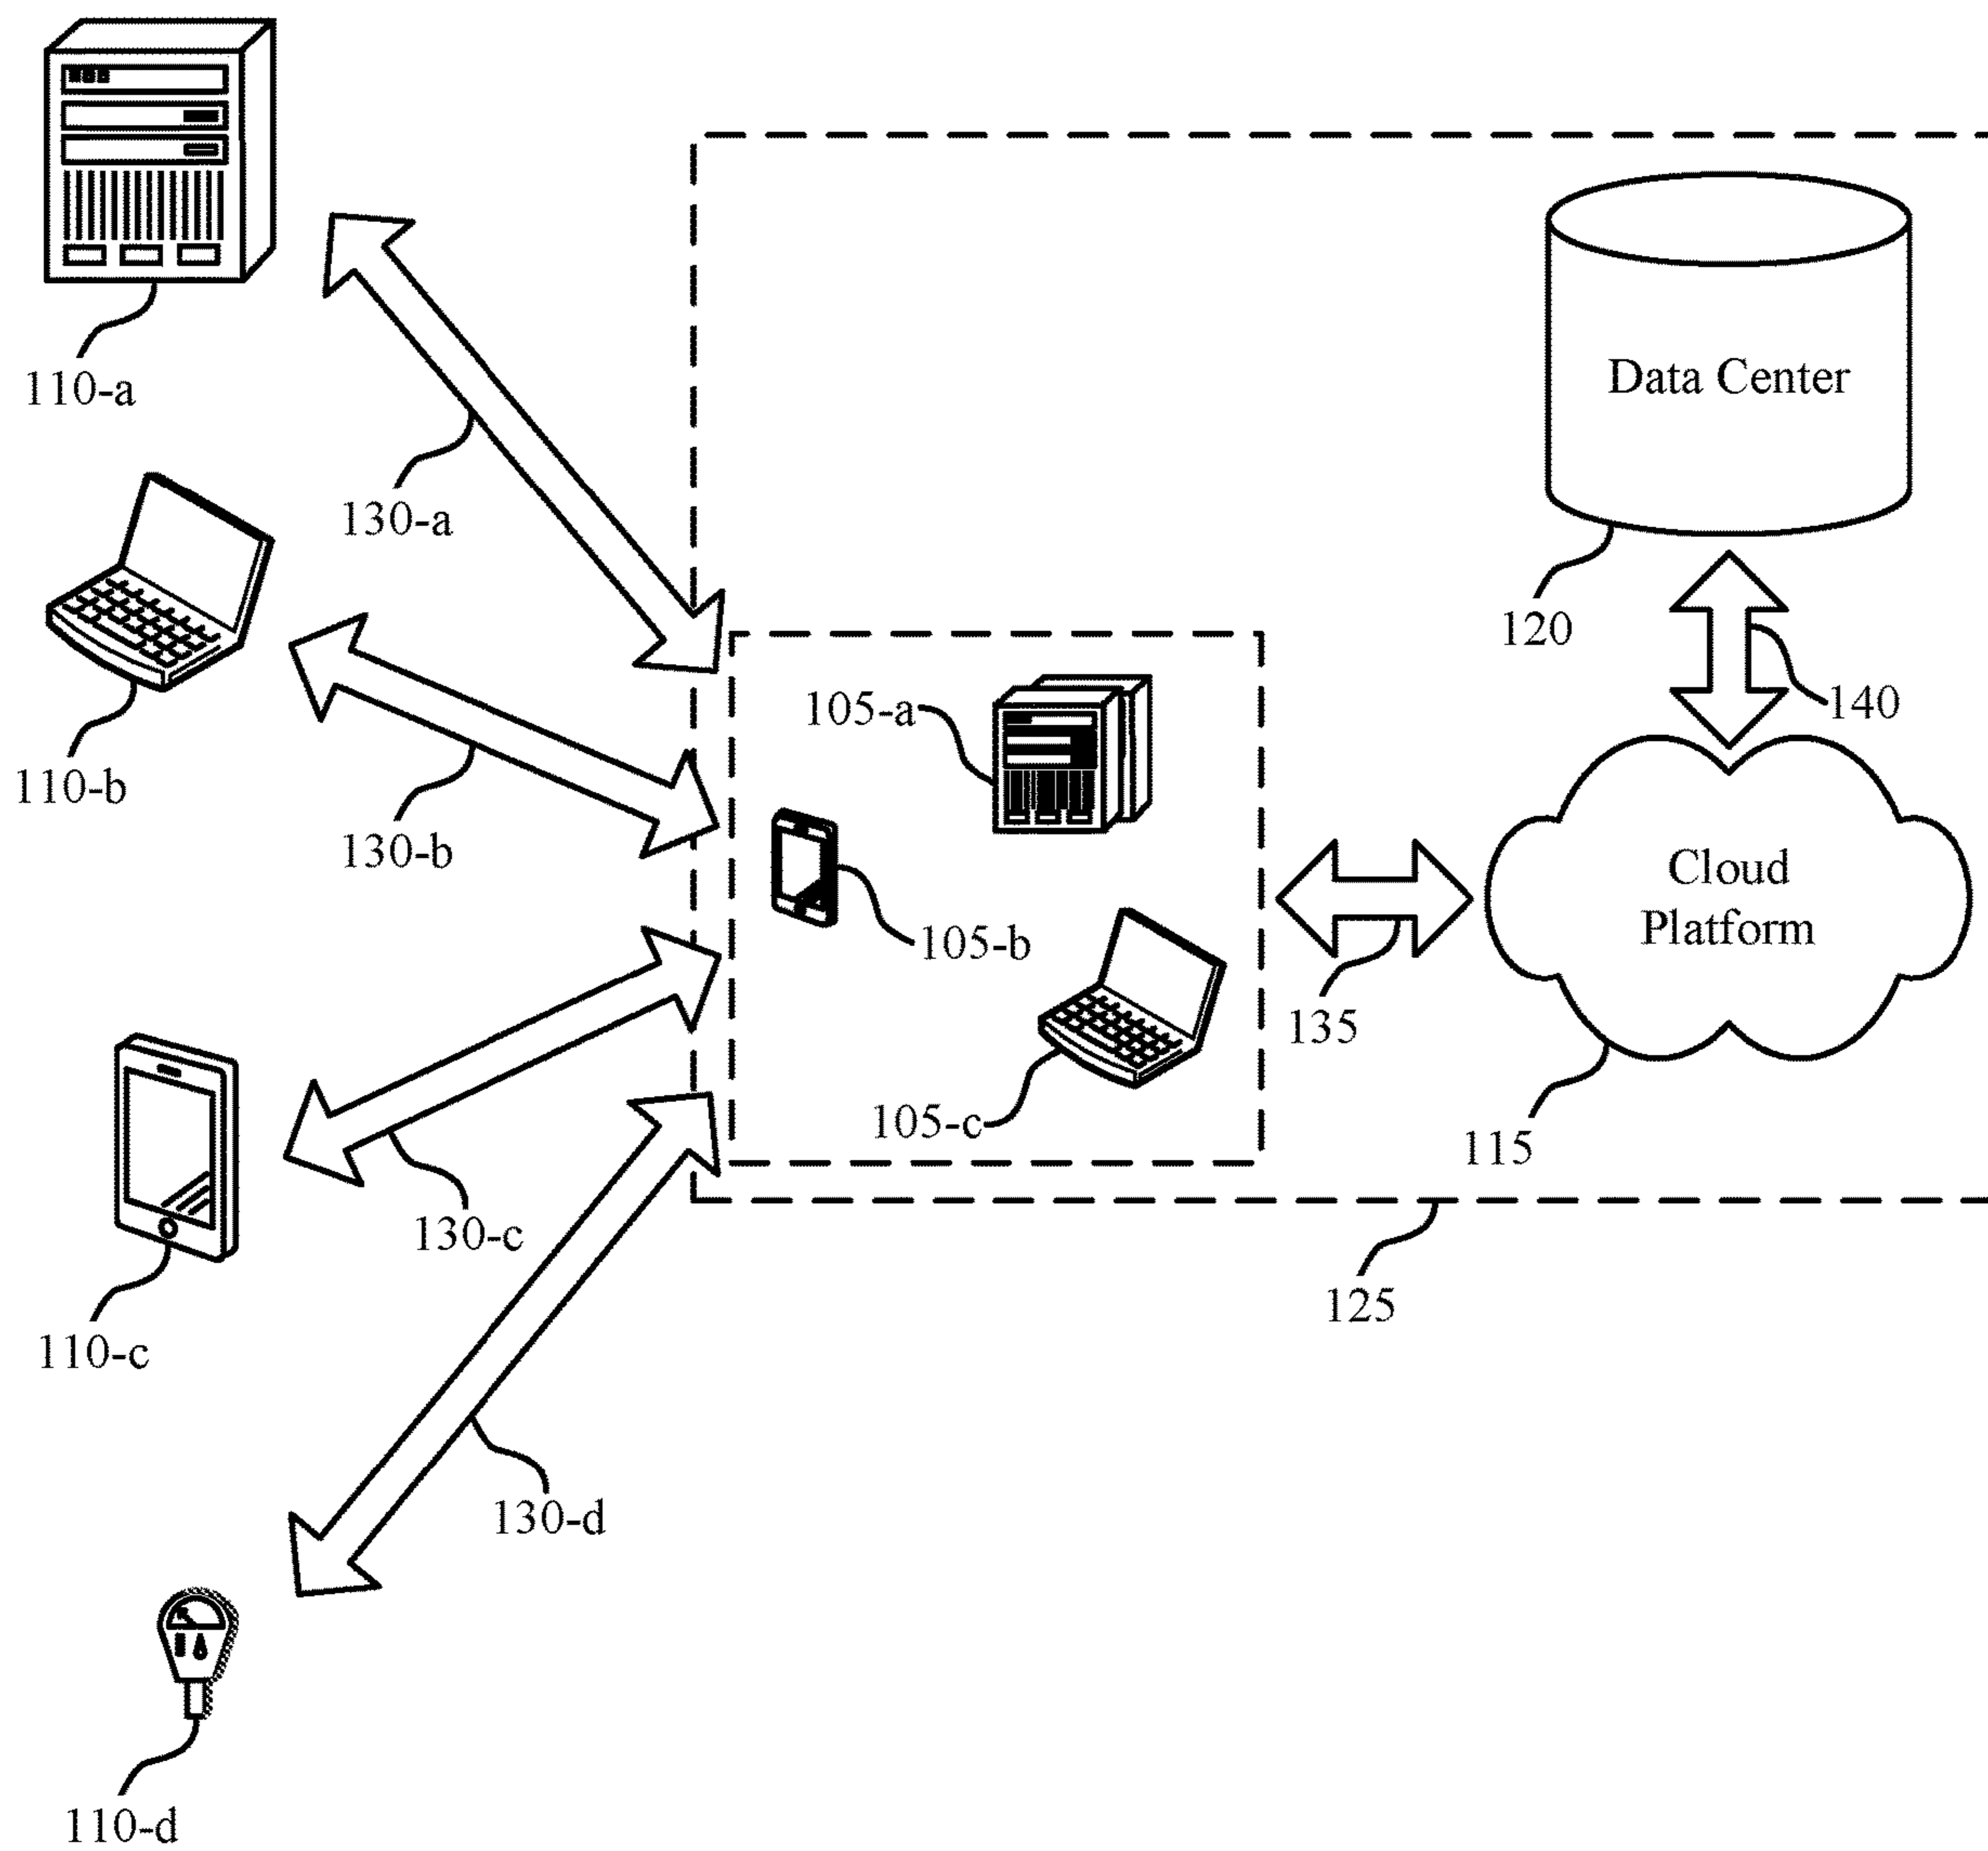 110-a
130-a
Data Center
120
140
110-b
130-b
105-a
105-b
105-c
Cloud
Platform
135
115
110-c
130-c
125
130-d
110-d